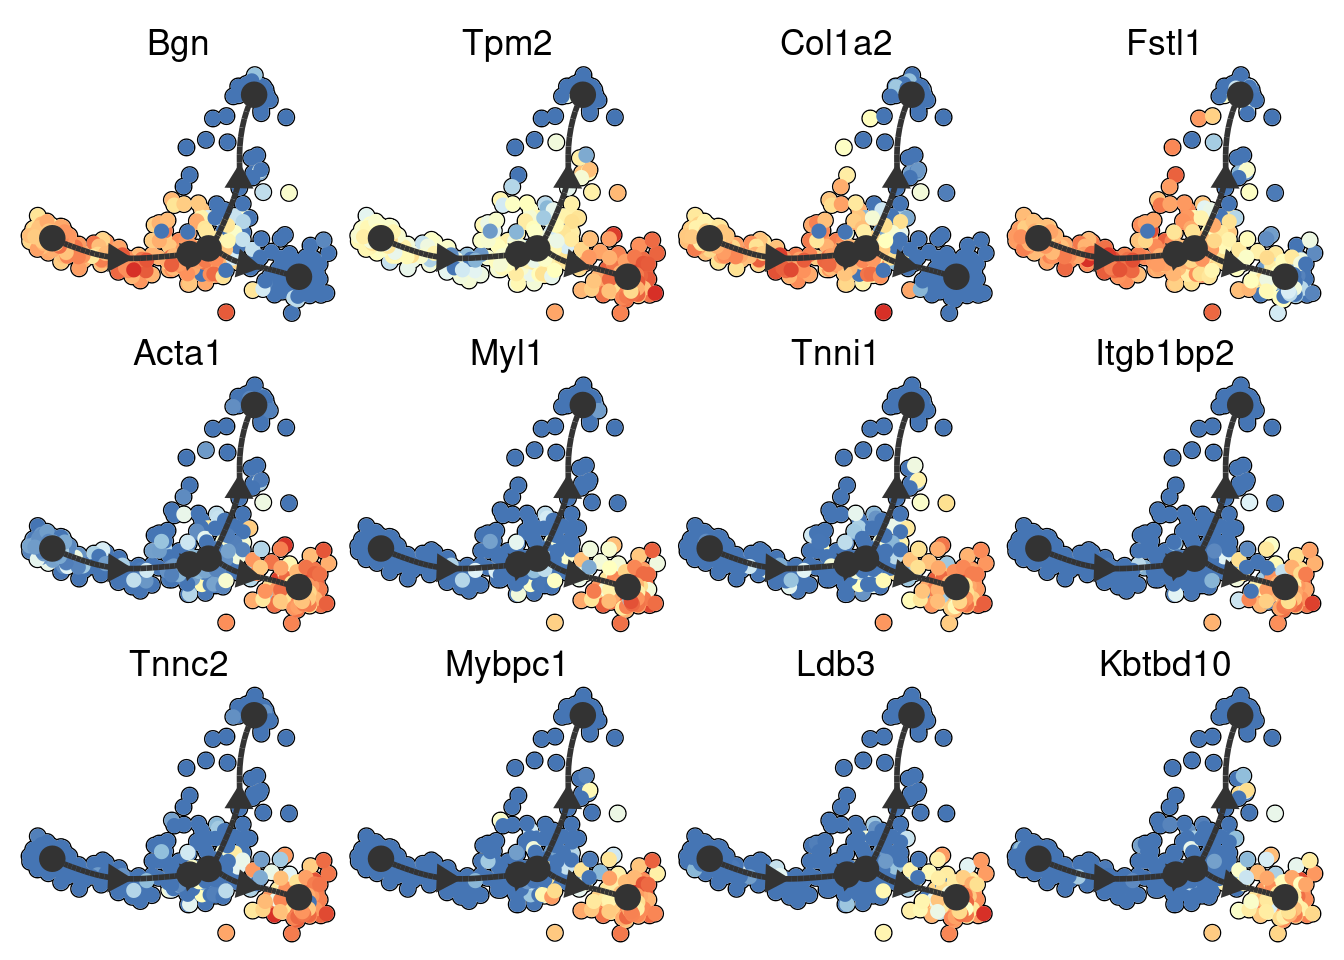 Bgn Tpm2 Col1a2 Fstl1
Acta1 Myl1 Tnni1 Itgb1bp2
Tnnc2 Mybpc1 Ldb3 Kbtbd10